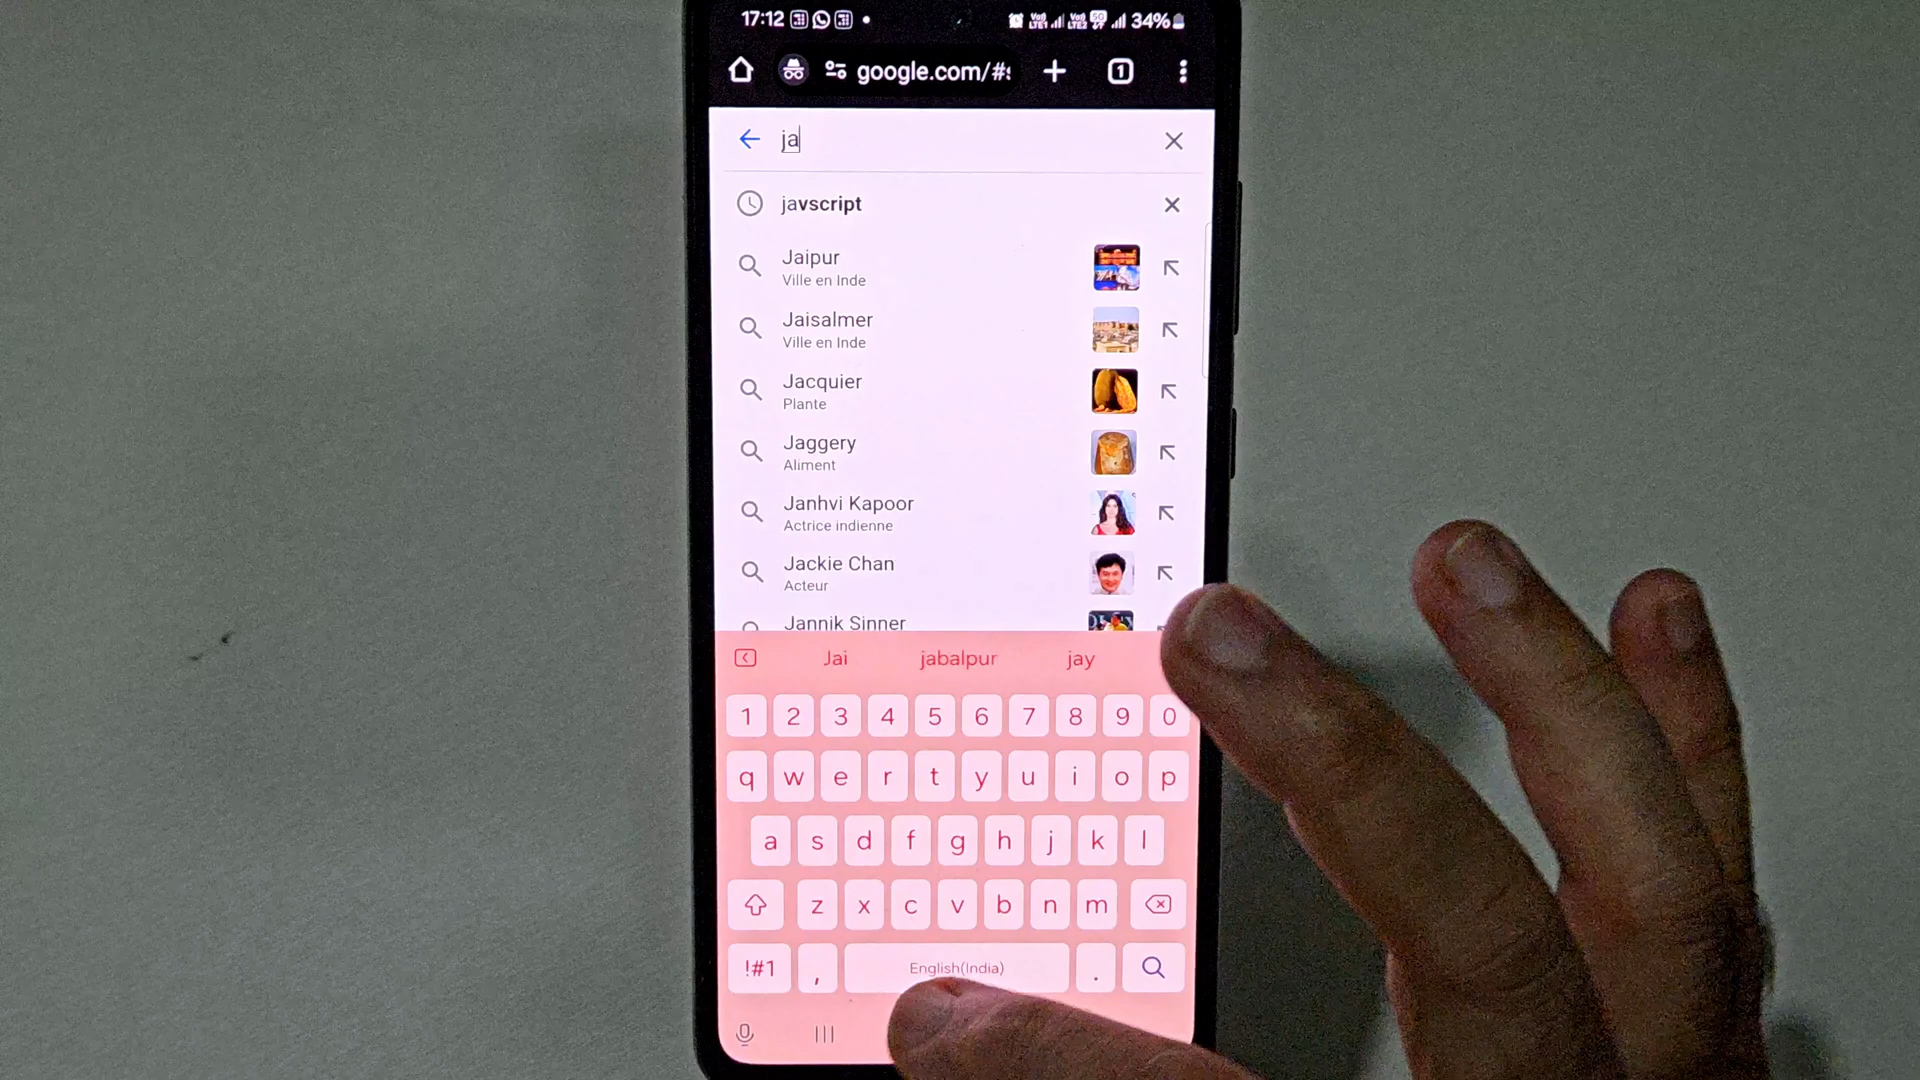 17:12 34%
google.com/#s 1
ja
javscript
Jaipur
Ville en Inde
Jaisalmer
Ville en Inde
Jacquier
Plante
Jaggery
Aliment
Janhvi Kapoor
Actrice indienne
Jackie Chan
Acteur
Jannik Sinner
Jai jabalpur jay
1 2 3 4 5 6 7 8 9 0
q w e r t y u i o p
a s d f g h j k l
z x c v b n m
!#1 , English(India) .